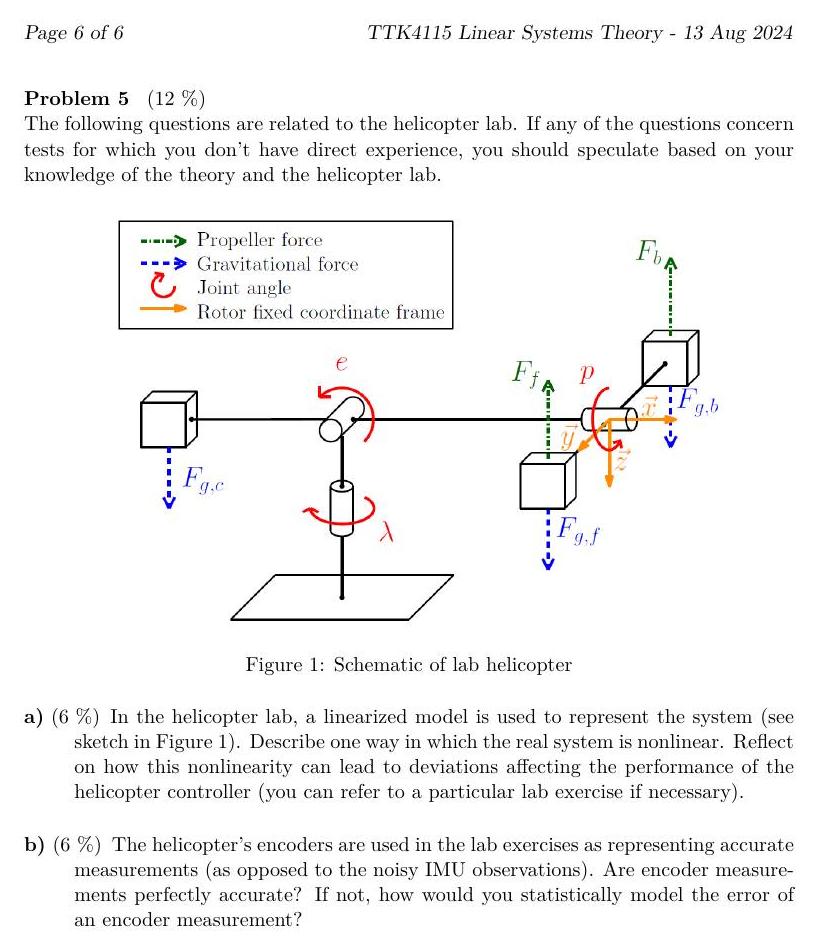 Page 6 of 6 TTK4115 Linear Systems Theory - 13 Aug 2024
Problem 5 (12 %)
The following questions are related to the helicopter lab. If any of the questions concern
tests for which you don't have direct experience, you should speculate based on your
knowledge of the theory and the helicopter lab.
Propeller force
Gravitational force
Joint angle
Rotor fixed coordinate frame
F_b
e
F_f
p
F_{g,b}
\vec{x}
\vec{y}
\vec{z}
F_{g,c}
λ
F_{g,f}
Figure 1: Schematic of lab helicopter
a) (6 %) In the helicopter lab, a linearized model is used to represent the system (see
sketch in Figure 1). Describe one way in which the real system is nonlinear. Reflect
on how this nonlinearity can lead to deviations affecting the performance of the
helicopter controller (you can refer to a particular lab exercise if necessary).
b) (6 %) The helicopter's encoders are used in the lab exercises as representing accurate
measurements (as opposed to the noisy IMU observations). Are encoder measure-
ments perfectly accurate? If not, how would you statistically model the error of
an encoder measurement?